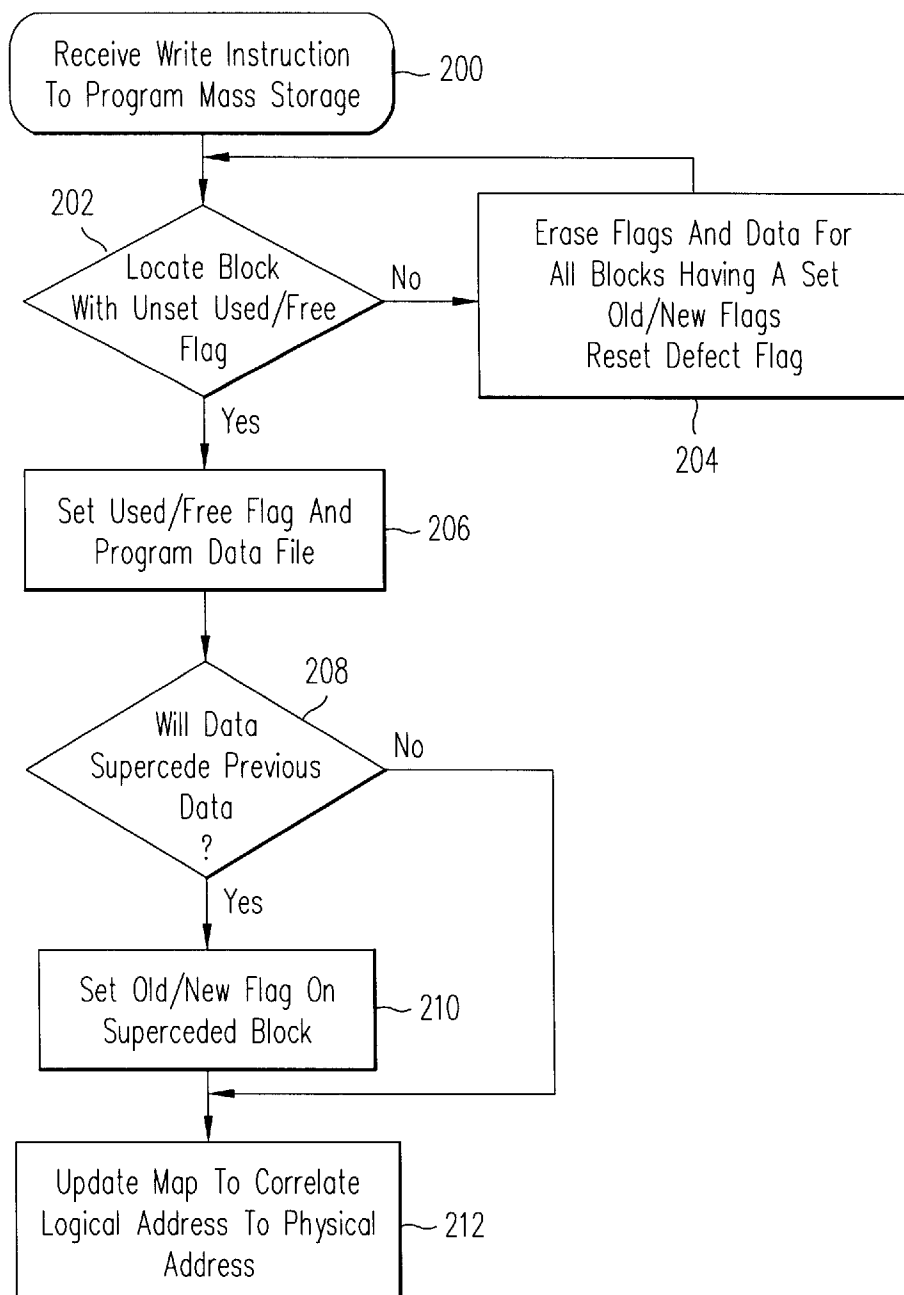 Receive Write Instruction
To Program Mass Storage
200
202
Locate Block
With Unset Used/Free
Flag
No
Erase Flags And Data For
All Blocks Having A Set
Old/New Flags
Reset Defect Flag
204
Yes
Set Used/Free Flag And
Program Data File
206
208
Will Data
Supercede Previous
Data
?
No
Yes
Set Old/New Flag On
Superceded Block
210
Update Map To Correlate
Logical Address To Physical
Address
212